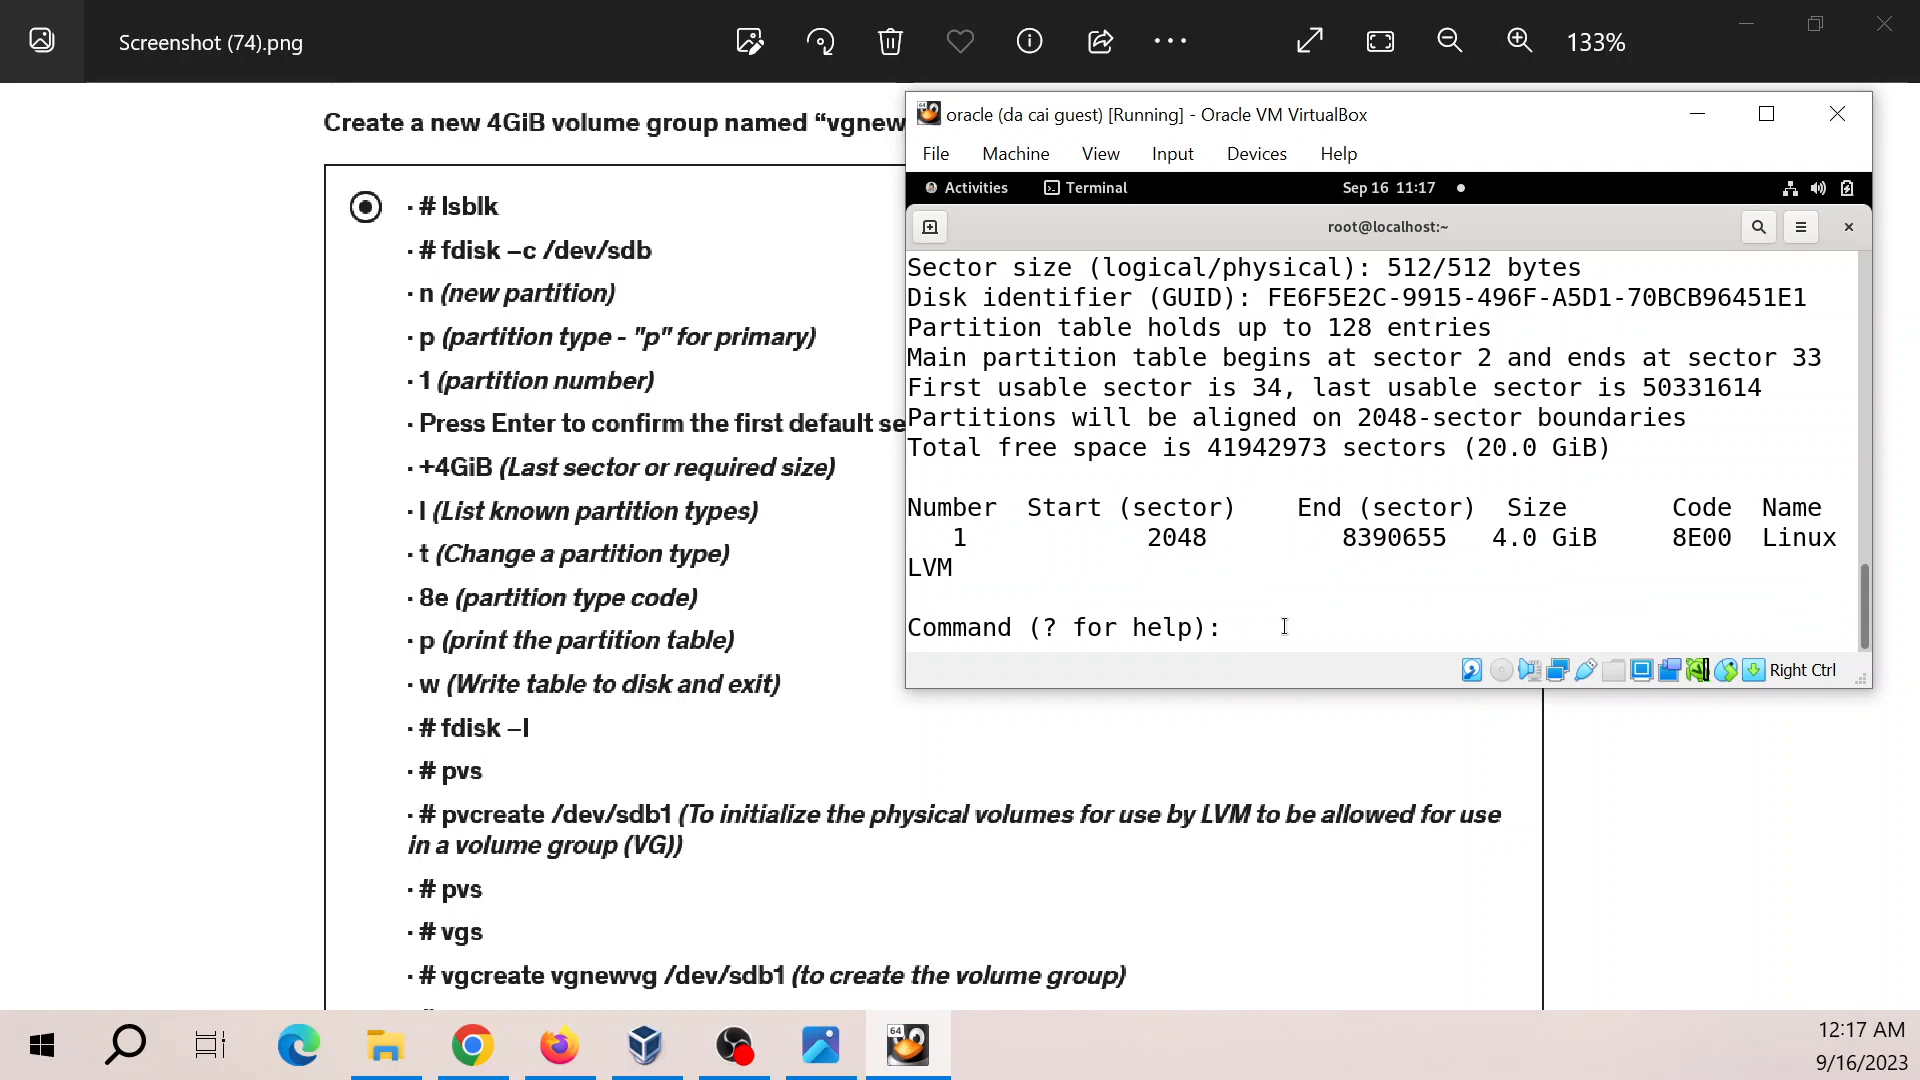 Screenshot (74).png
133%
Create a new 4GiB volume group named “vgnew
· # lsblk
· # fdisk –c /dev/sdb
· n (new partition)
· p (partition type - "p" for primary)
· 1 (partition number)
· Press Enter to confirm the first default se
· +4GiB (Last sector or required size)
· l (List known partition types)
· t (Change a partition type)
· 8e (partition type code)
· p (print the partition table)
· w (Write table to disk and exit)
· # fdisk –l
· # pvs
· # pvcreate /dev/sdb1 (To initialize the physical volumes for use by LVM to be allowed for use
in a volume group (VG))
· # pvs
· # vgs
· # vgcreate vgnewvg /dev/sdb1 (to create the volume group)
64
oracle (da cai guest) [Running] - Oracle VM VirtualBox
File Machine View Input Devices Help
Activities Terminal Sep 16 11:17
root@localhost:~
Sector size (logical/physical): 512/512 bytes
Disk identifier (GUID): FE6F5E2C-9915-496F-A5D1-70BCB96451E1
Partition table holds up to 128 entries
Main partition table begins at sector 2 and ends at sector 33
First usable sector is 34, last usable sector is 50331614
Partitions will be aligned on 2048-sector boundaries
Total free space is 41942973 sectors (20.0 GiB)
Number Start (sector) End (sector) Size Code Name
1 2048 8390655 4.0 GiB 8E00 Linux
LVM
Command (? for help):
Right Ctrl
64
12:17 AM
9/16/2023